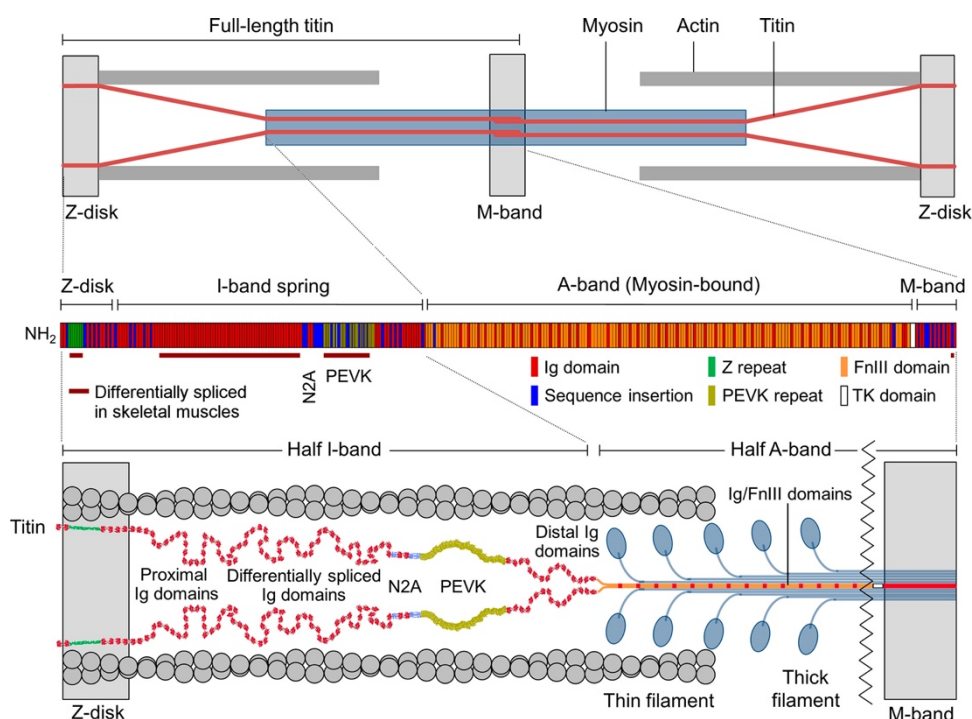 Full-length titin
Myosin
Actin
Titin
Z-disk
M-band
Z-disk
Z-disk
I-band spring
A-band (Myosin-bound)
M-band
NH2
Differentially spliced
in skeletal muscles
N2A
PEVK
Ig domain
Z repeat
FnIII domain
Sequence insertion
PEVK repeat
TK domain
Half I-band
Half A-band
Titin
Proximal
Ig domains
Differentially spliced
Ig domains
N2A
PEVK
Distal Ig
domains
Ig/FnIII domains
Thin filament
Thick
filament
Z-disk
M-band